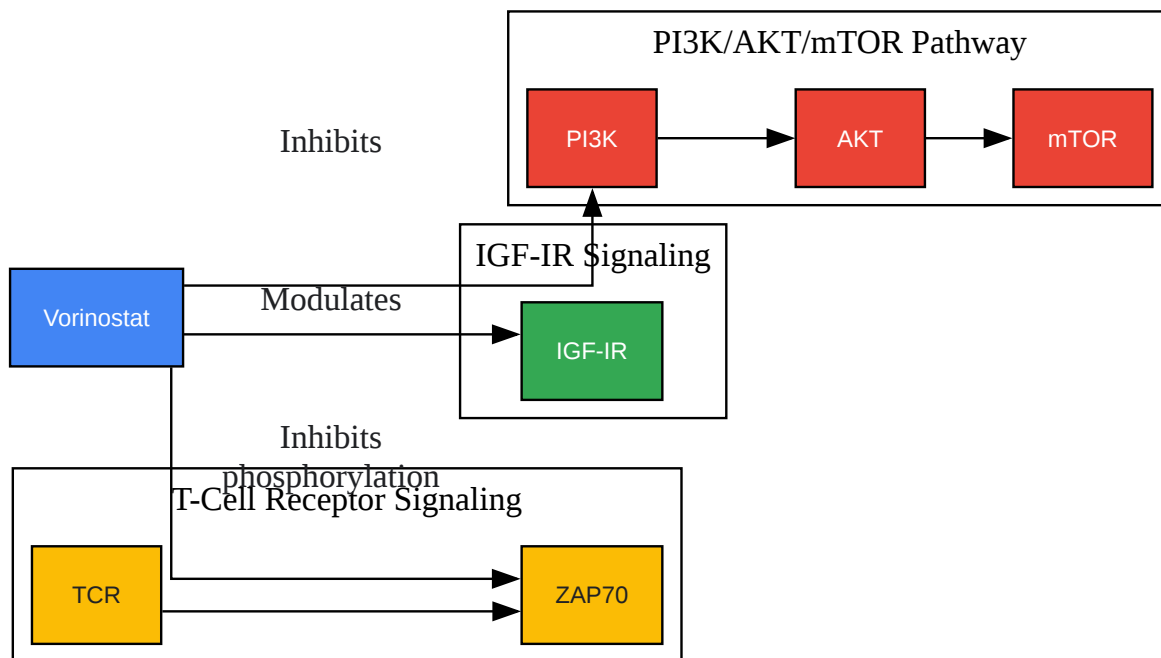 PI3K/AKT/mTOR Pathway
Inhibits
PI3K
AKT
mTOR
IGF-IR Signaling
Vorinostat
Modulates
IGF-IR
Inhibits
phosphorylation
T-Cell Receptor Signaling
TCR
ZAP70